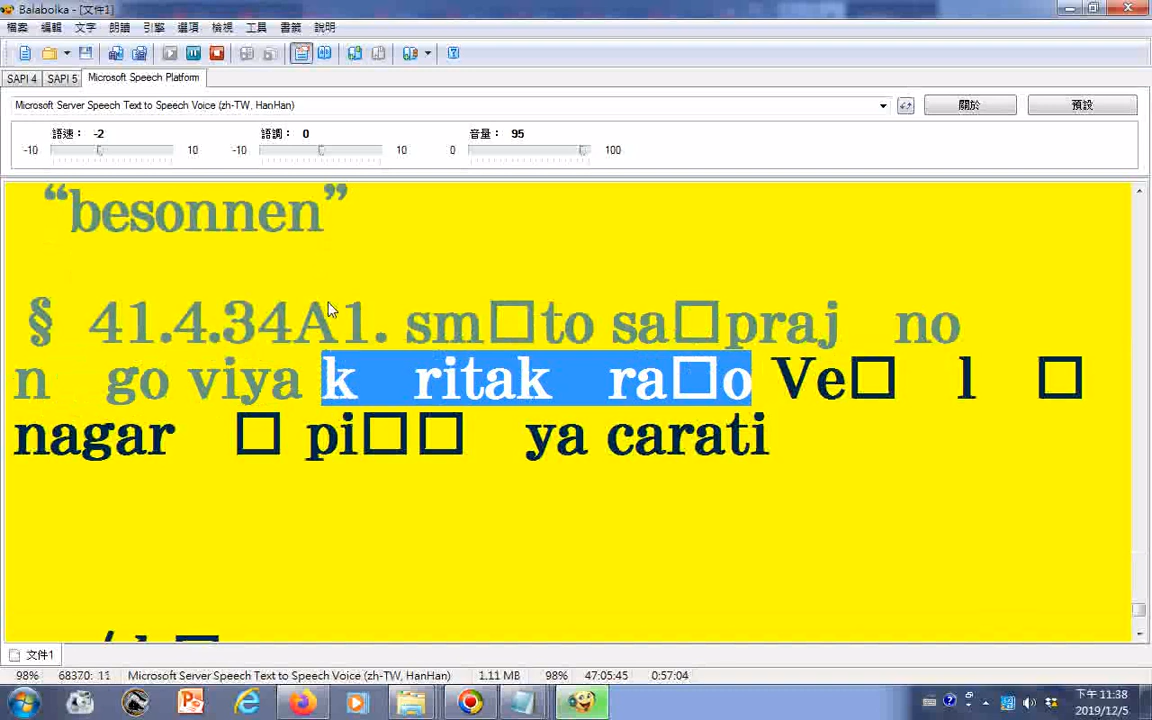 Balabolka - [文件1]
檔案 編輯 文字 朗讀 引擎 選項 檢視 工具 書籤 說明
SAPI 4 SAPI 5 Microsoft Speech Platform
Microsoft Server Speech Text to Speech Voice (zh-TW, HanHan) 關於 預設
語速： -2 語調： 0 音量： 95
-10 10 -10 10 0 100
“besonnen”
§ 41.4.34A1. sm□to sa□praj no
n go viya k ritak ra□o Ve□ l □
nagar □ pi□□ ya carati
文件1
98% 68370: 11 Microsoft Server Speech Text to Speech Voice (zh-TW, HanHan) 1.11 MB 98% 47:05:45 0:57:04
下午 11:38
2019/12/5